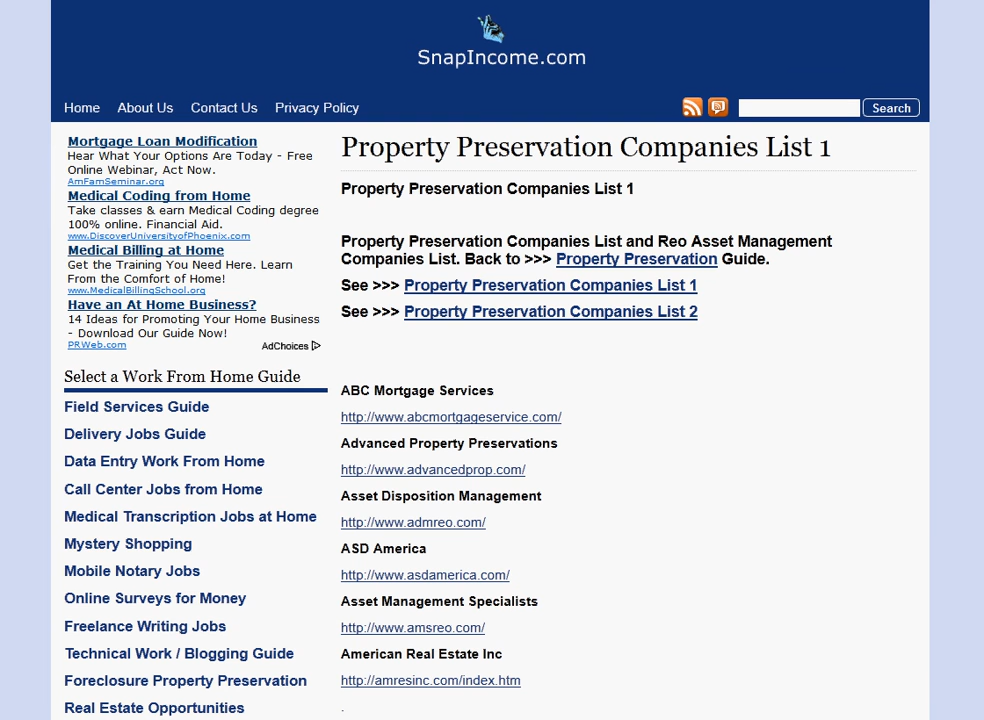 SnapIncome.com
Home About Us Contact Us Privacy Policy Search
Mortgage Loan Modification
Hear What Your Options Are Today - Free
Online Webinar, Act Now.
AmFamSeminar.org
Medical Coding from Home
Take classes & earn Medical Coding degree
100% online. Financial Aid.
www.DiscoverUniversityofPhoenix.com
Medical Billing at Home
Get the Training You Need Here. Learn
From the Comfort of Home!
www.MedicalBillingSchool.org
Have an At Home Business?
14 Ideas for Promoting Your Home Business
- Download Our Guide Now!
PRWeb.com
AdChoices
Select a Work From Home Guide
Field Services Guide
Delivery Jobs Guide
Data Entry Work From Home
Call Center Jobs from Home
Medical Transcription Jobs at Home
Mystery Shopping
Mobile Notary Jobs
Online Surveys for Money
Freelance Writing Jobs
Technical Work / Blogging Guide
Foreclosure Property Preservation
Real Estate Opportunities
Property Preservation Companies List 1
Property Preservation Companies List 1
Property Preservation Companies List and Reo Asset Management
Companies List. Back to >>> Property Preservation Guide.
See >>> Property Preservation Companies List 1
See >>> Property Preservation Companies List 2
ABC Mortgage Services
http://www.abcmortgageservice.com/
Advanced Property Preservations
http://www.advancedprop.com/
Asset Disposition Management
http://www.admreo.com/
ASD America
http://www.asdamerica.com/
Asset Management Specialists
http://www.amsreo.com/
American Real Estate Inc
http://amresinc.com/index.htm
.